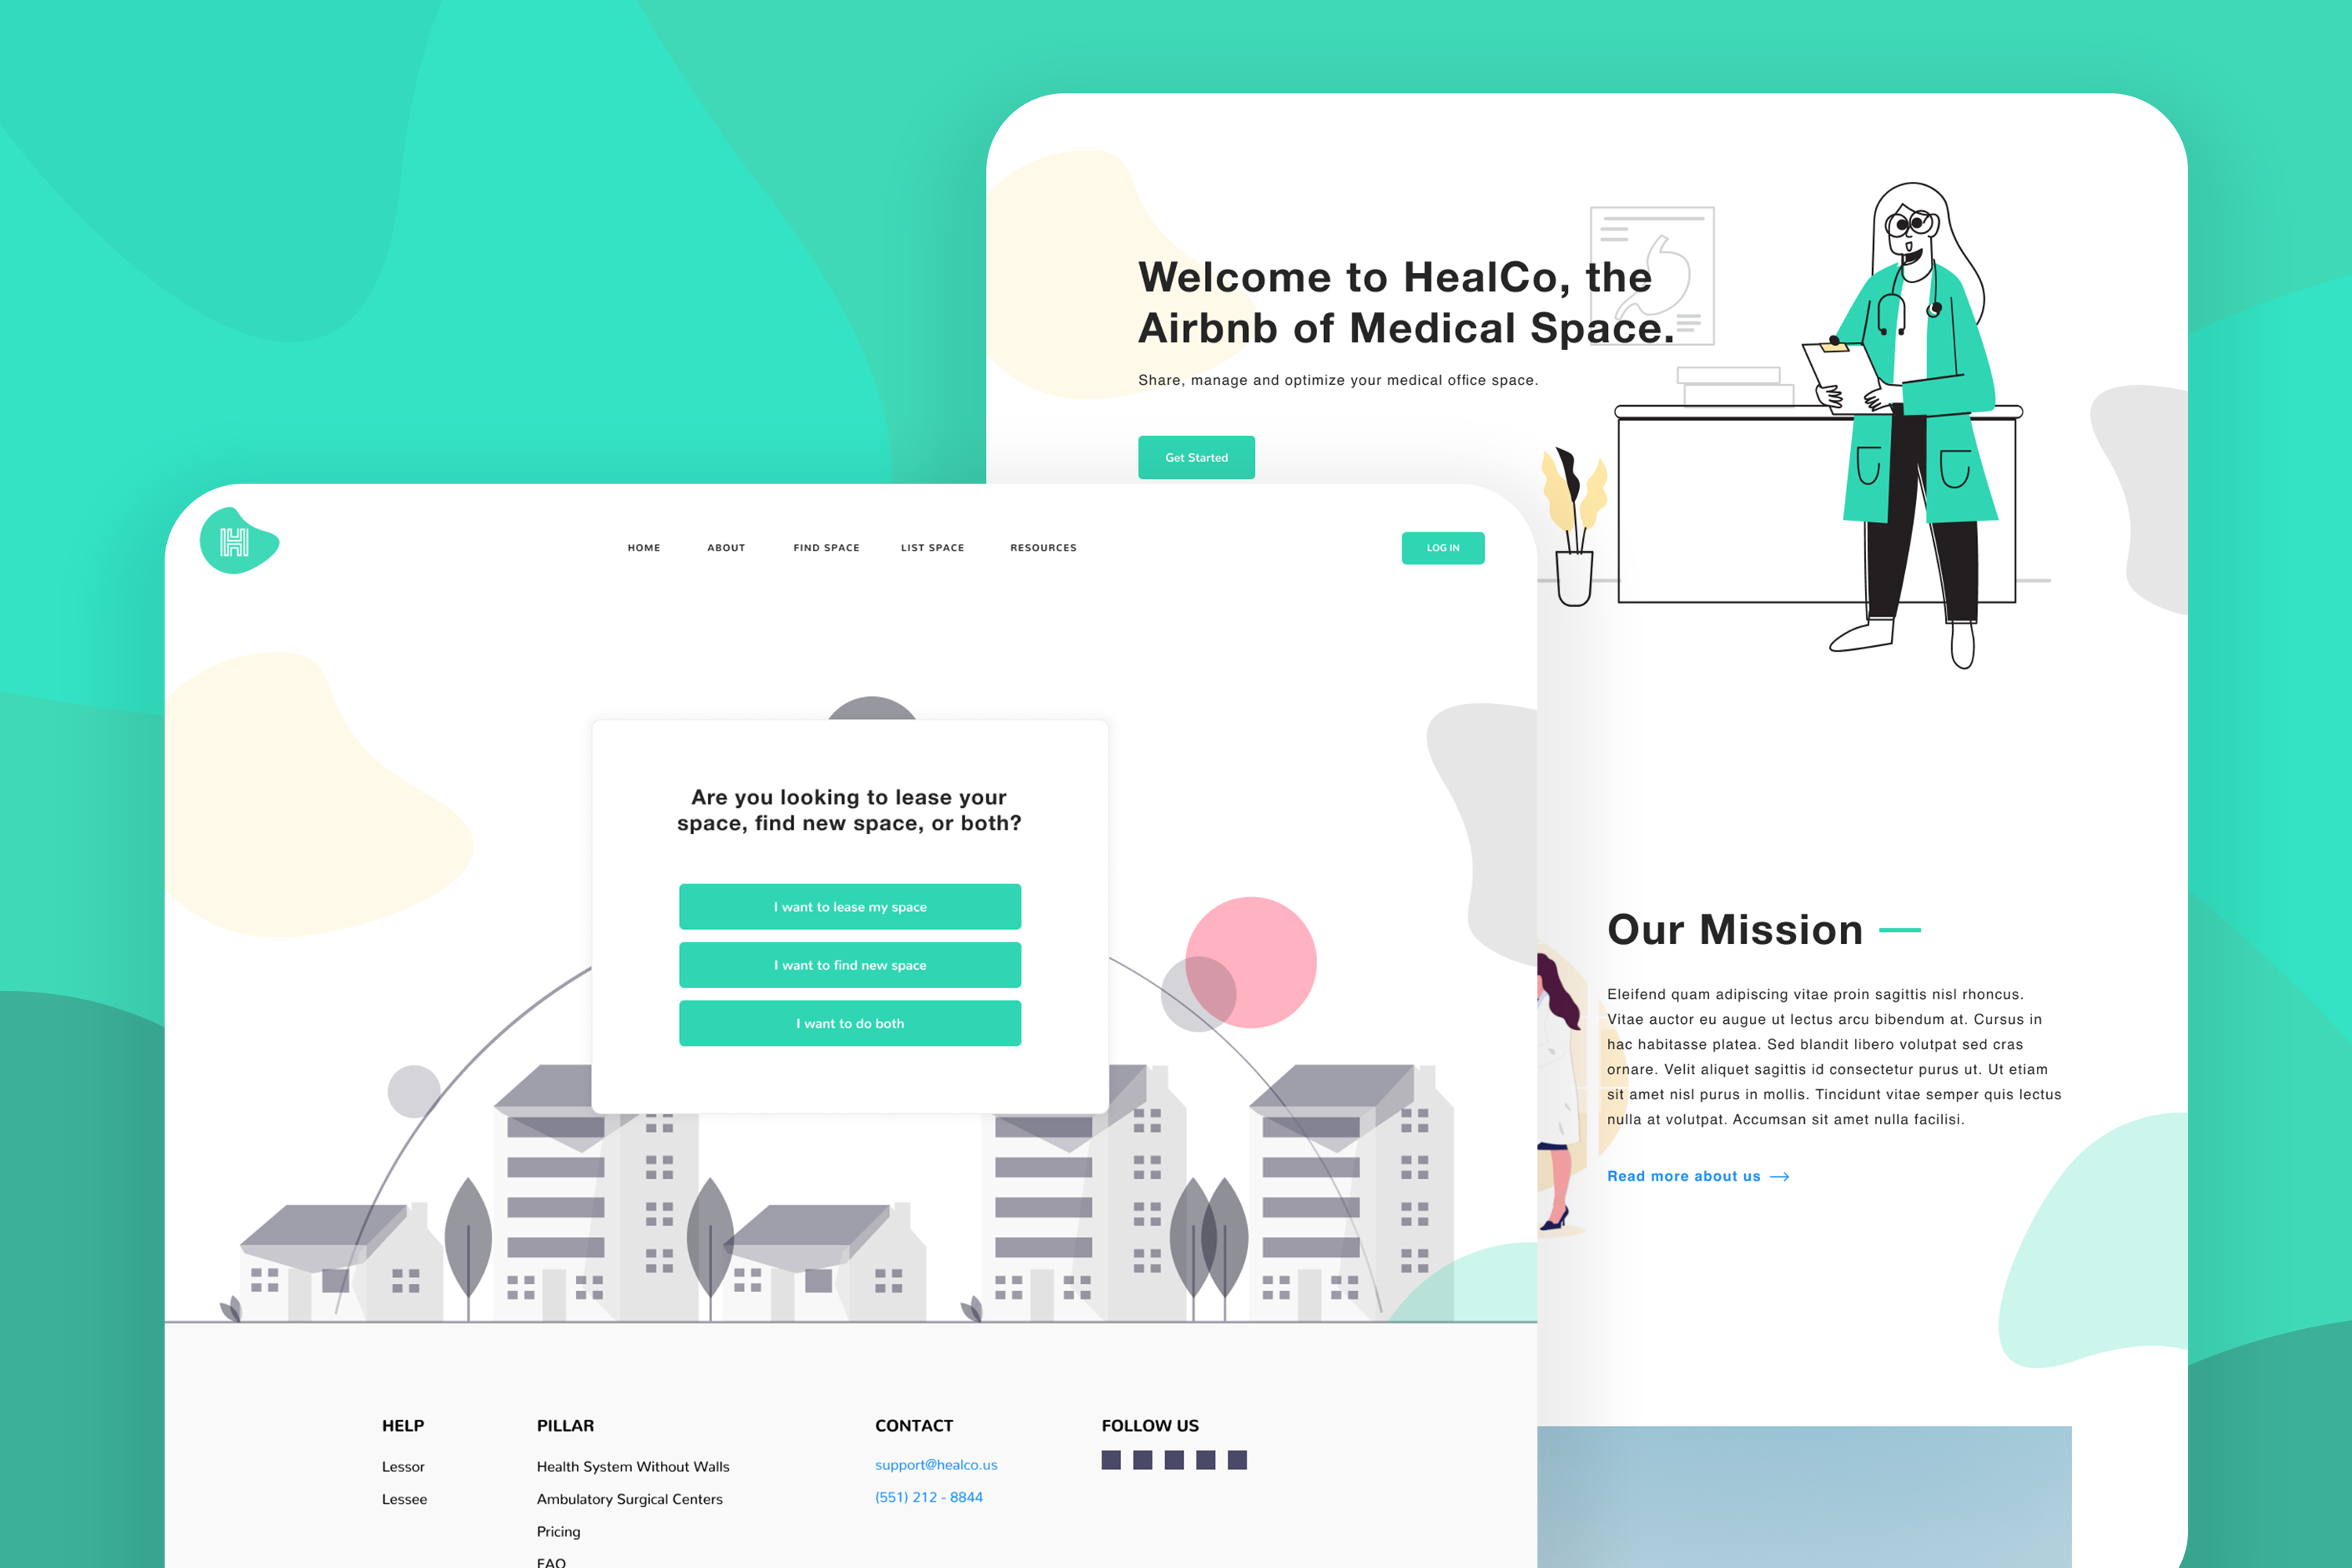 Welcome to HealCo, the
Airbnb of Medical Space.
Share, manage and optimize your medical office space.
Get Started
H
HOME
ABOUT
FIND SPACE
LIST SPACE
RESOURCES
LOG IN
Are you looking to lease your
space, find new space, or both?
I want to lease my space
I want to find new space
I want to do both
Our Mission
Eleifend quam adipiscing vitae proin sagittis nisl rhoncus.
Vitae auctor eu augue ut lectus arcu bibendum at. Cursus in
hac habitasse platea. Sed blandit libero volutpat sed cras
ornare. Velit aliquet sagittis id consectetur purus ut. Ut etiam
sit amet nisl purus in mollis. Tincidunt vitae semper quis lectus
nulla at volutpat. Accumsan sit amet nulla facilisi.
Read more about us →
HELP
Lessor
Lessee
PILLAR
Health System Without Walls
Ambulatory Surgical Centers
Pricing
FAQ
CONTACT
support@healco.us
(551) 212 - 8844
FOLLOW US